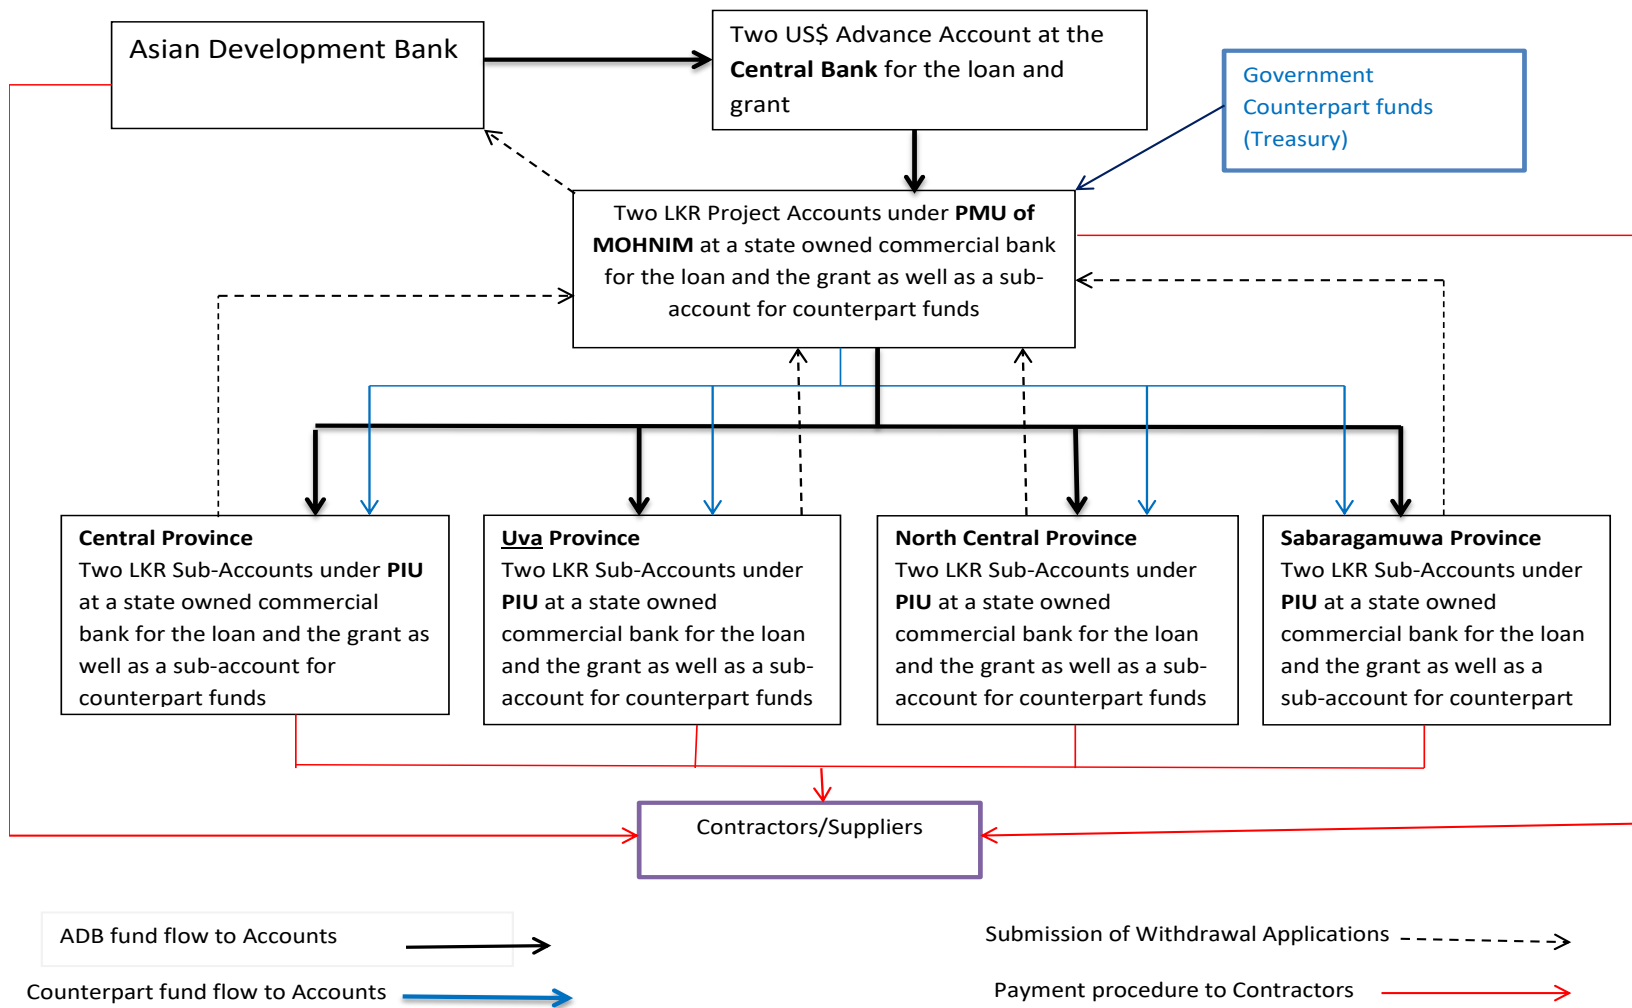 Asian Development Bank
Two US$ Advance Account at the
Central Bank for the loan and
grant
Government
Counterpart funds
(Treasury)
Two LKR Project Accounts under PMU of
MOHNIM at a state owned commercial bank
for the loan and the grant as well as a sub-
account for counterpart funds
Central Province
Two LKR Sub-Accounts under PIU
at a state owned commercial
bank for the loan and the grant as
well as a sub-account for
counterpart funds
Uva Province
Two LKR Sub-Accounts under
PIU at a state owned
commercial bank for the loan
and the grant as well as a sub-
account for counterpart funds
North Central Province
Two LKR Sub-Accounts under
PIU at a state owned
commercial bank for the loan
and the grant as well as a sub-
account for counterpart funds
Sabaragamuwa Province
Two LKR Sub-Accounts under
PIU at a state owned
commercial bank for the loan
and the grant as well as a
sub-account for counterpart
Contractors/Suppliers
ADB fund flow to Accounts
Submission of Withdrawal Applications
Counterpart fund flow to Accounts
Payment procedure to Contractors